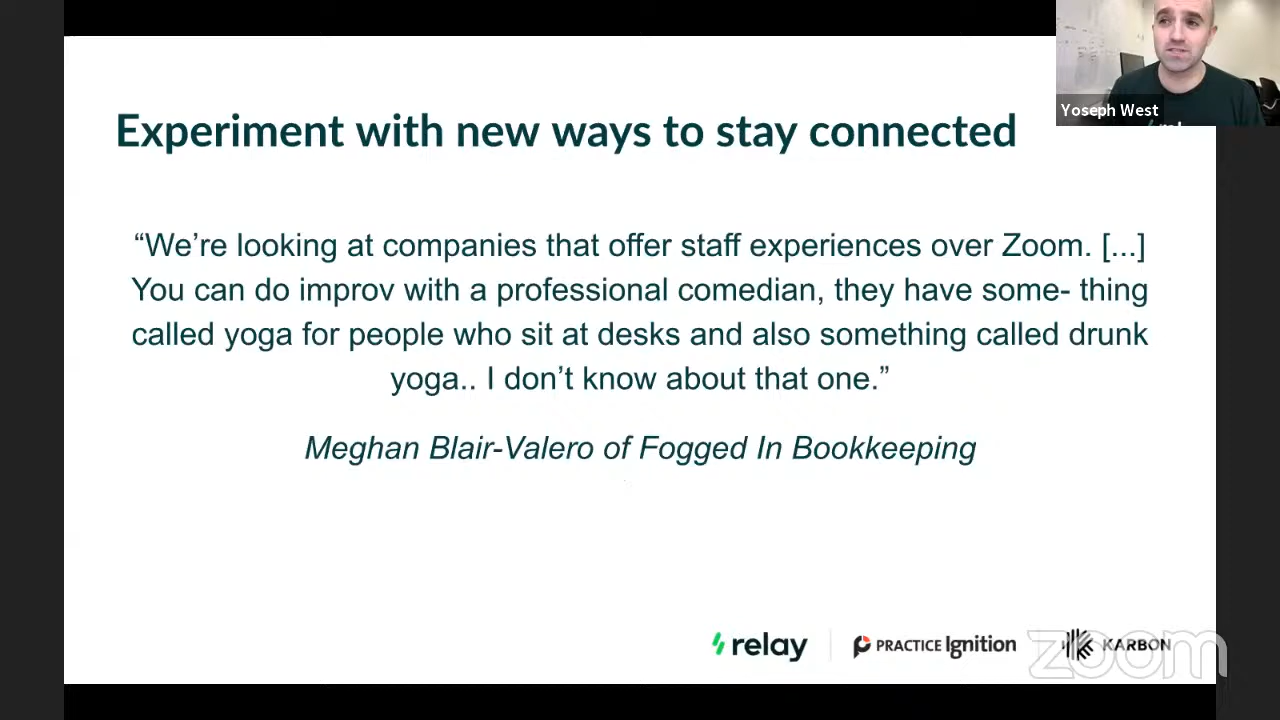 Yoseph West
Experiment with new ways to stay connected
“We’re looking at companies that offer staff experiences over Zoom. [...]
You can do improv with a professional comedian, they have some- thing
called yoga for people who sit at desks and also something called drunk
yoga.. I don’t know about that one.”
Meghan Blair-Valero of Fogged In Bookkeeping
relay
PRACTICE Ignition
KARBON
zoom